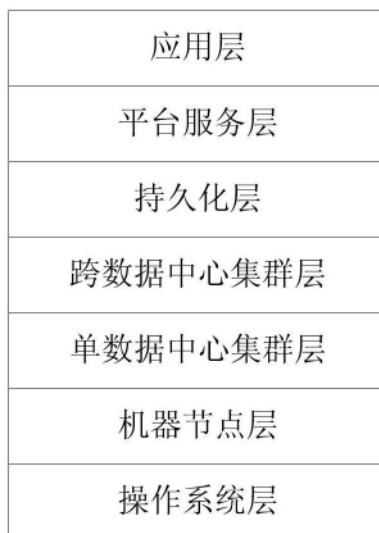 应用层
平台服务层
持久化层
跨数据中心集群层
单数据中心集群层
机器节点层
操作系统层